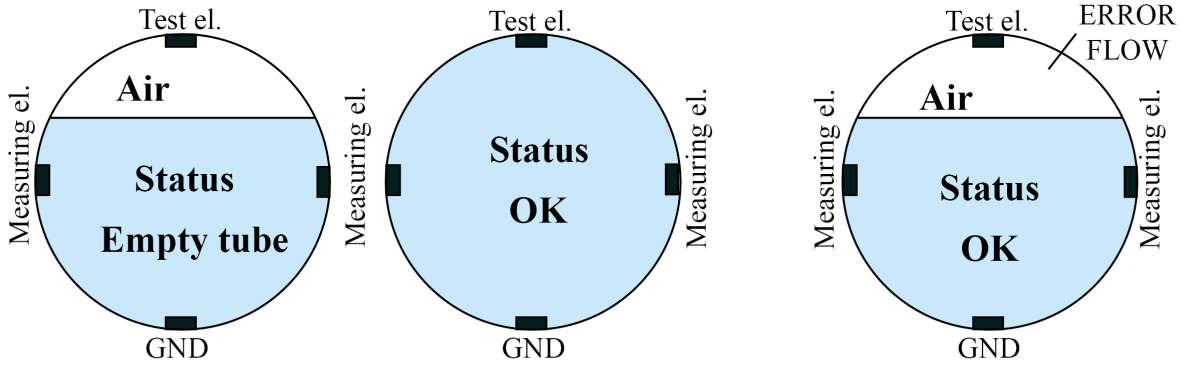 Test el.
Air
Measuring el.
Status
Empty tube
Measuring el.
GND
Test el.
Status
OK
Measuring el.
GND
Test el.
ERROR
FLOW
Air
Measuring el.
Status
OK
Measuring el.
GND